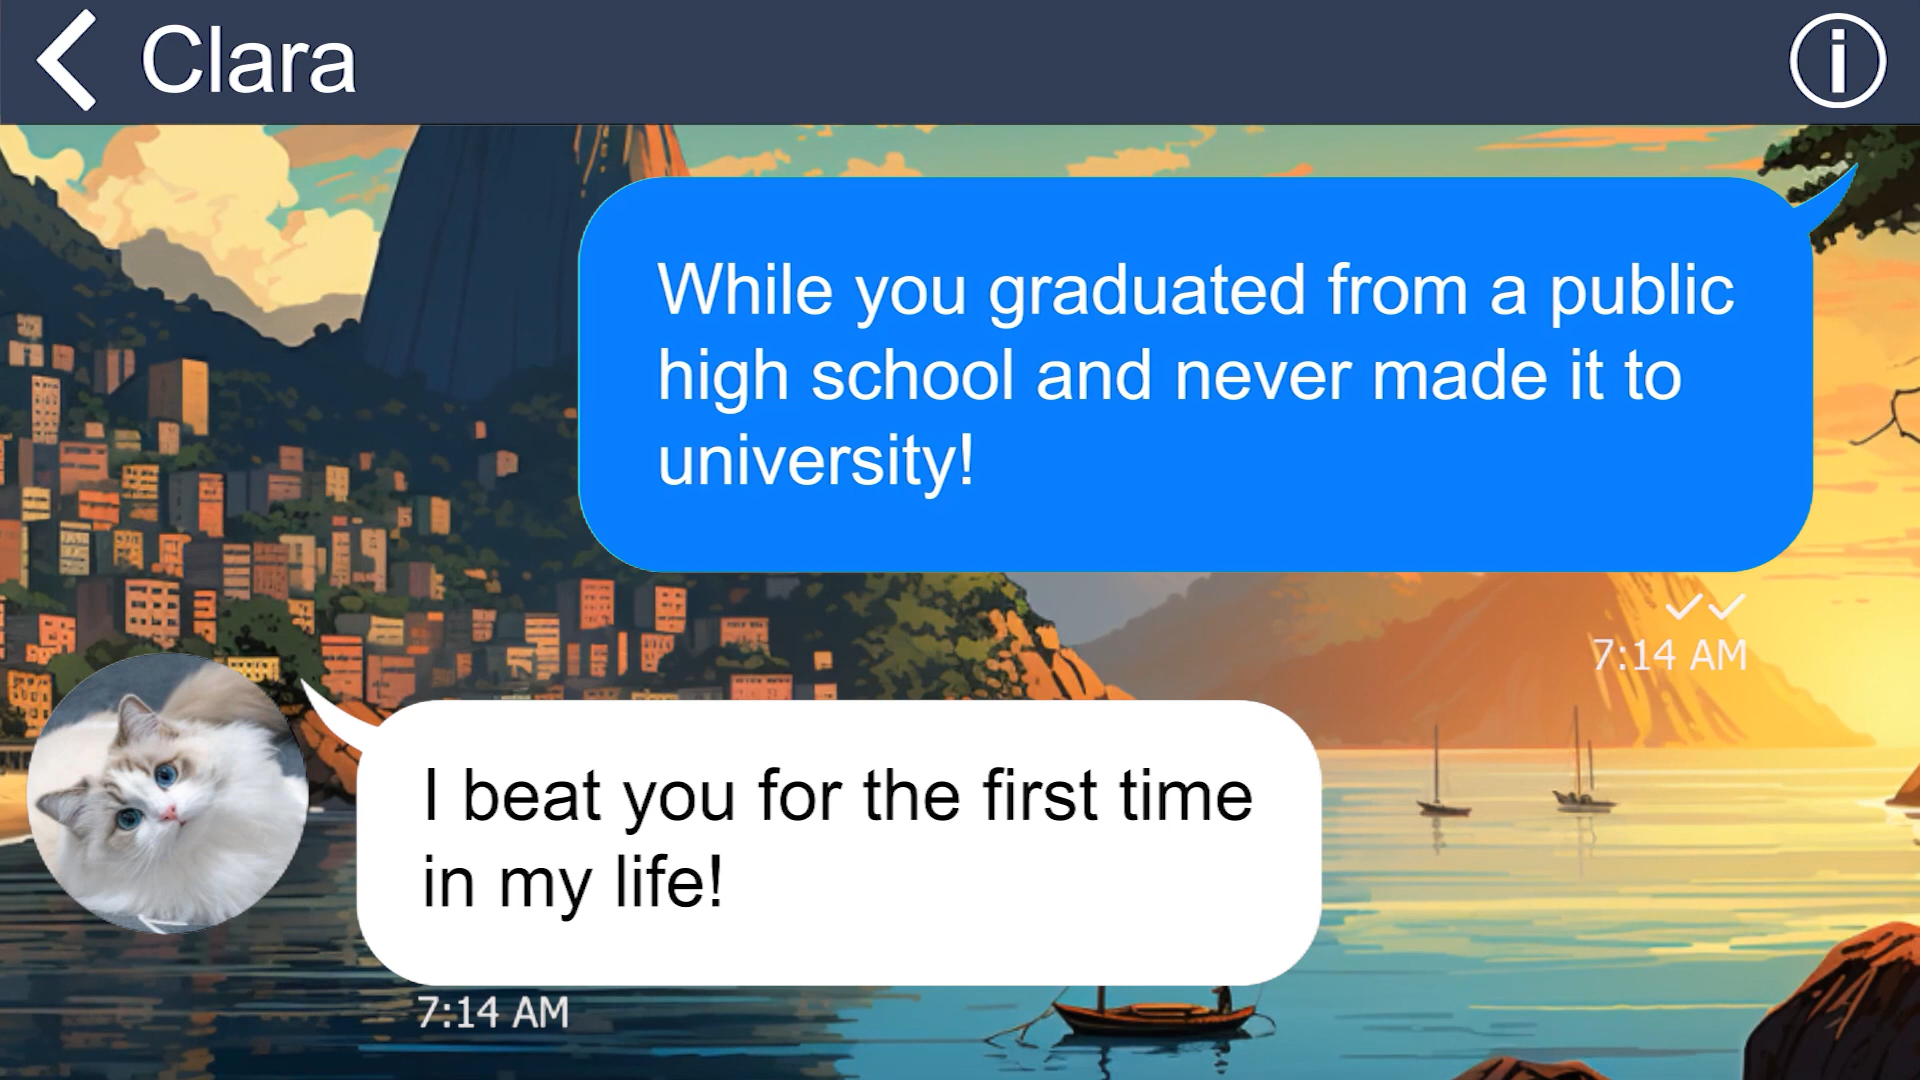 Clara
While you graduated from a public
high school and never made it to
university!
7:14 AM
I beat you for the first time
in my life!
7:14 AM